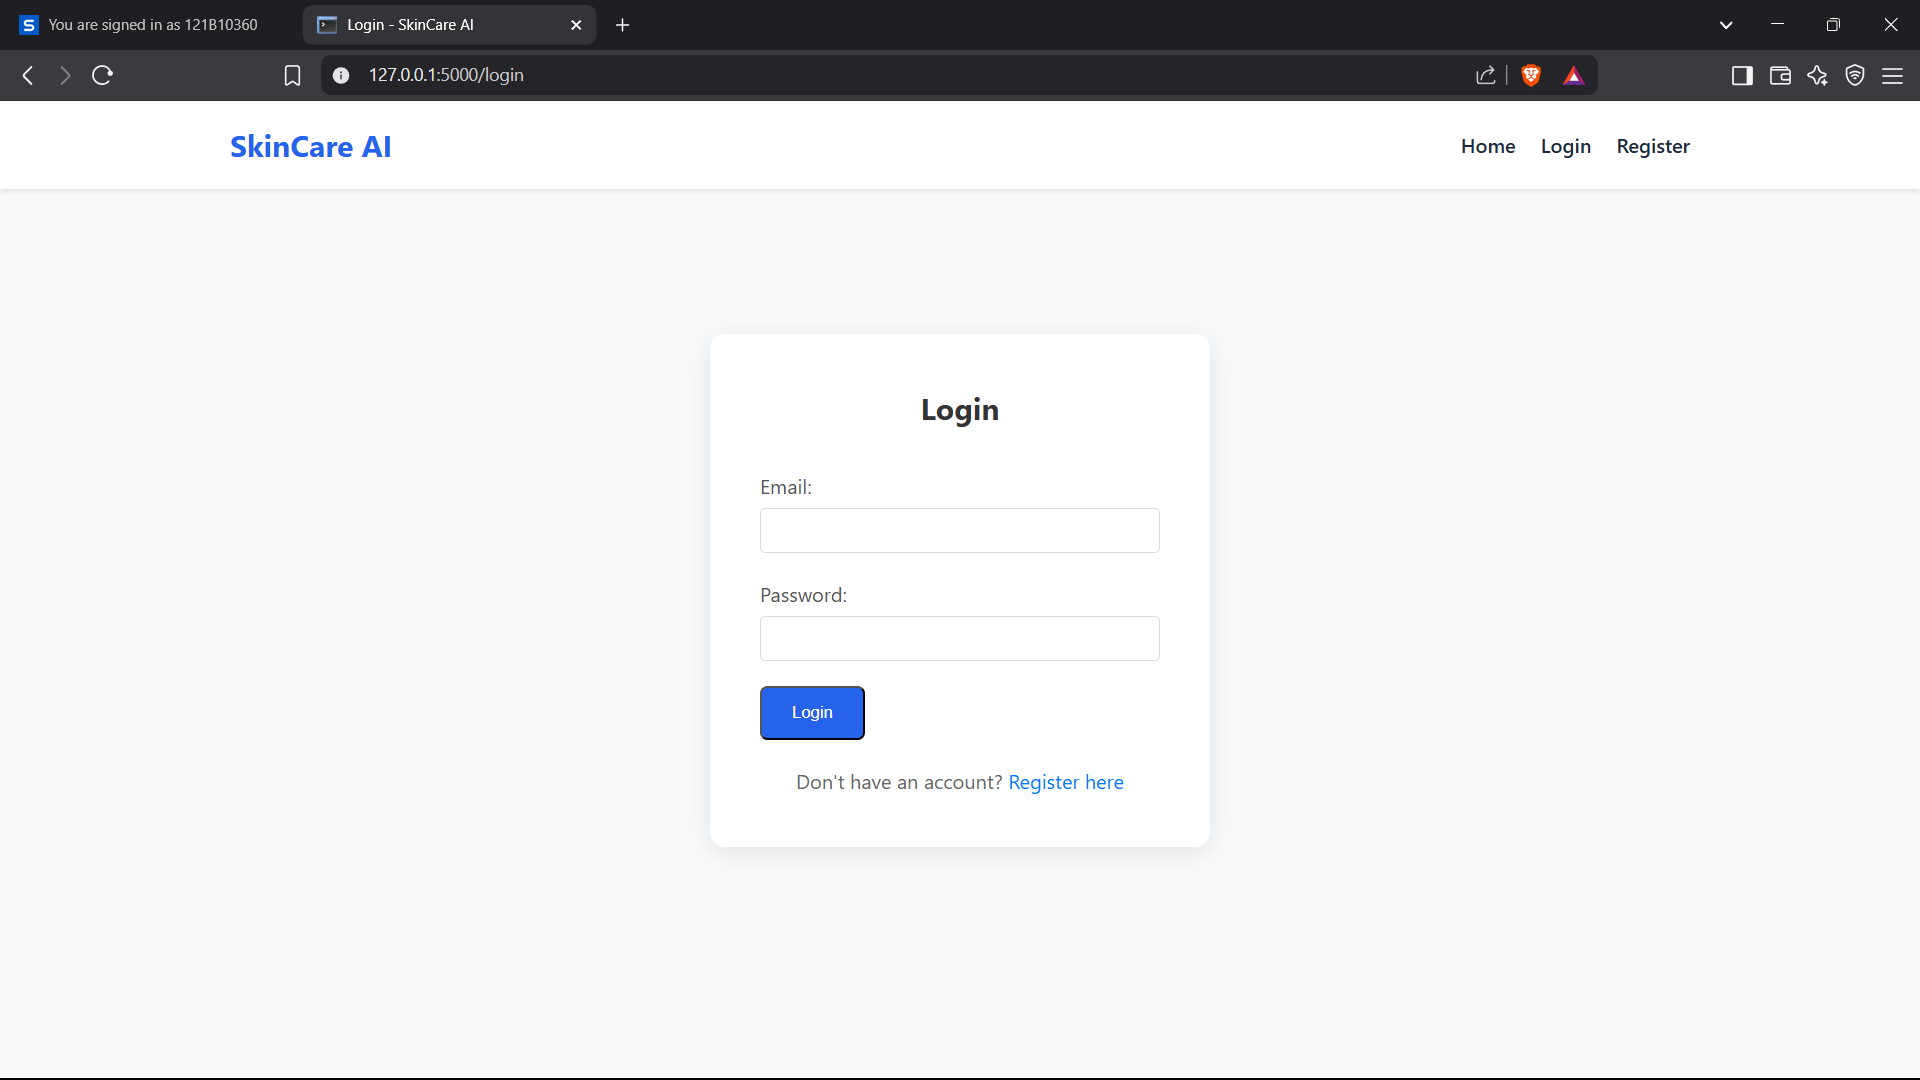 You are signed in as 121B10360
Login - SkinCare AI
127.0.0.1:5000/login
SkinCare AI
Home Login Register
Login
Email:
Password:
Login
Don't have an account? Register here